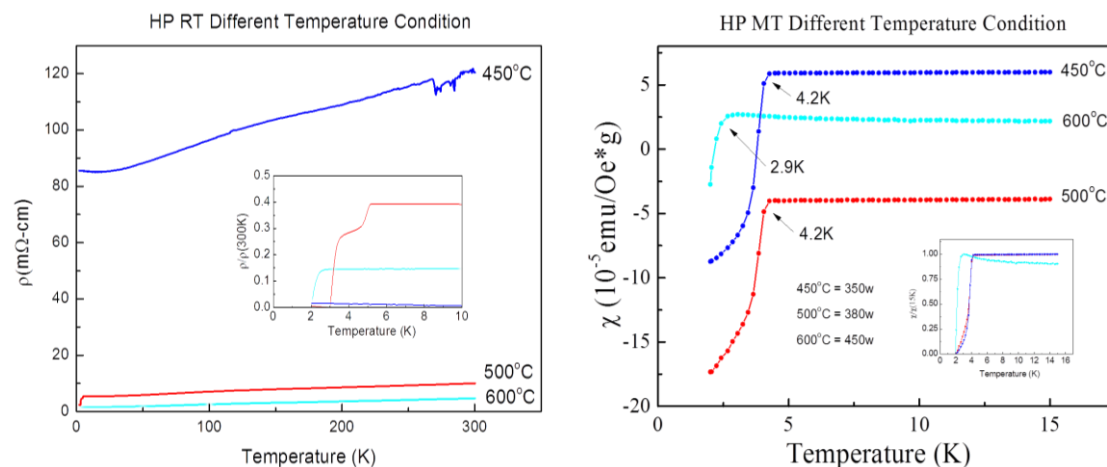 HP RT Different Temperature Condition
120
100
80
60
40
20
0
ρ(mΩ-cm)
450°C
500°C
600°C
0.5
0.4
0.3
0.2
0.1
0.0
ρ/ρ(300K)
0 2 4 6 8 10
Temperature (K)
0 100 200 300
Temperature (K)
HP MT Different Temperature Condition
5
0
-5
-10
-15
-20
χ (10⁻⁵emu/Oe*g)
450°C
4.2K
600°C
2.9K
500°C
4.2K
450°C = 350w
500°C = 380w
600°C = 450w
1.00
0.75
0.50
0.25
0.00
χ/χ(15K)
0 2 4 6 8 10 12 14 16
Temperature (K)
5 10 15
Temperature (K)